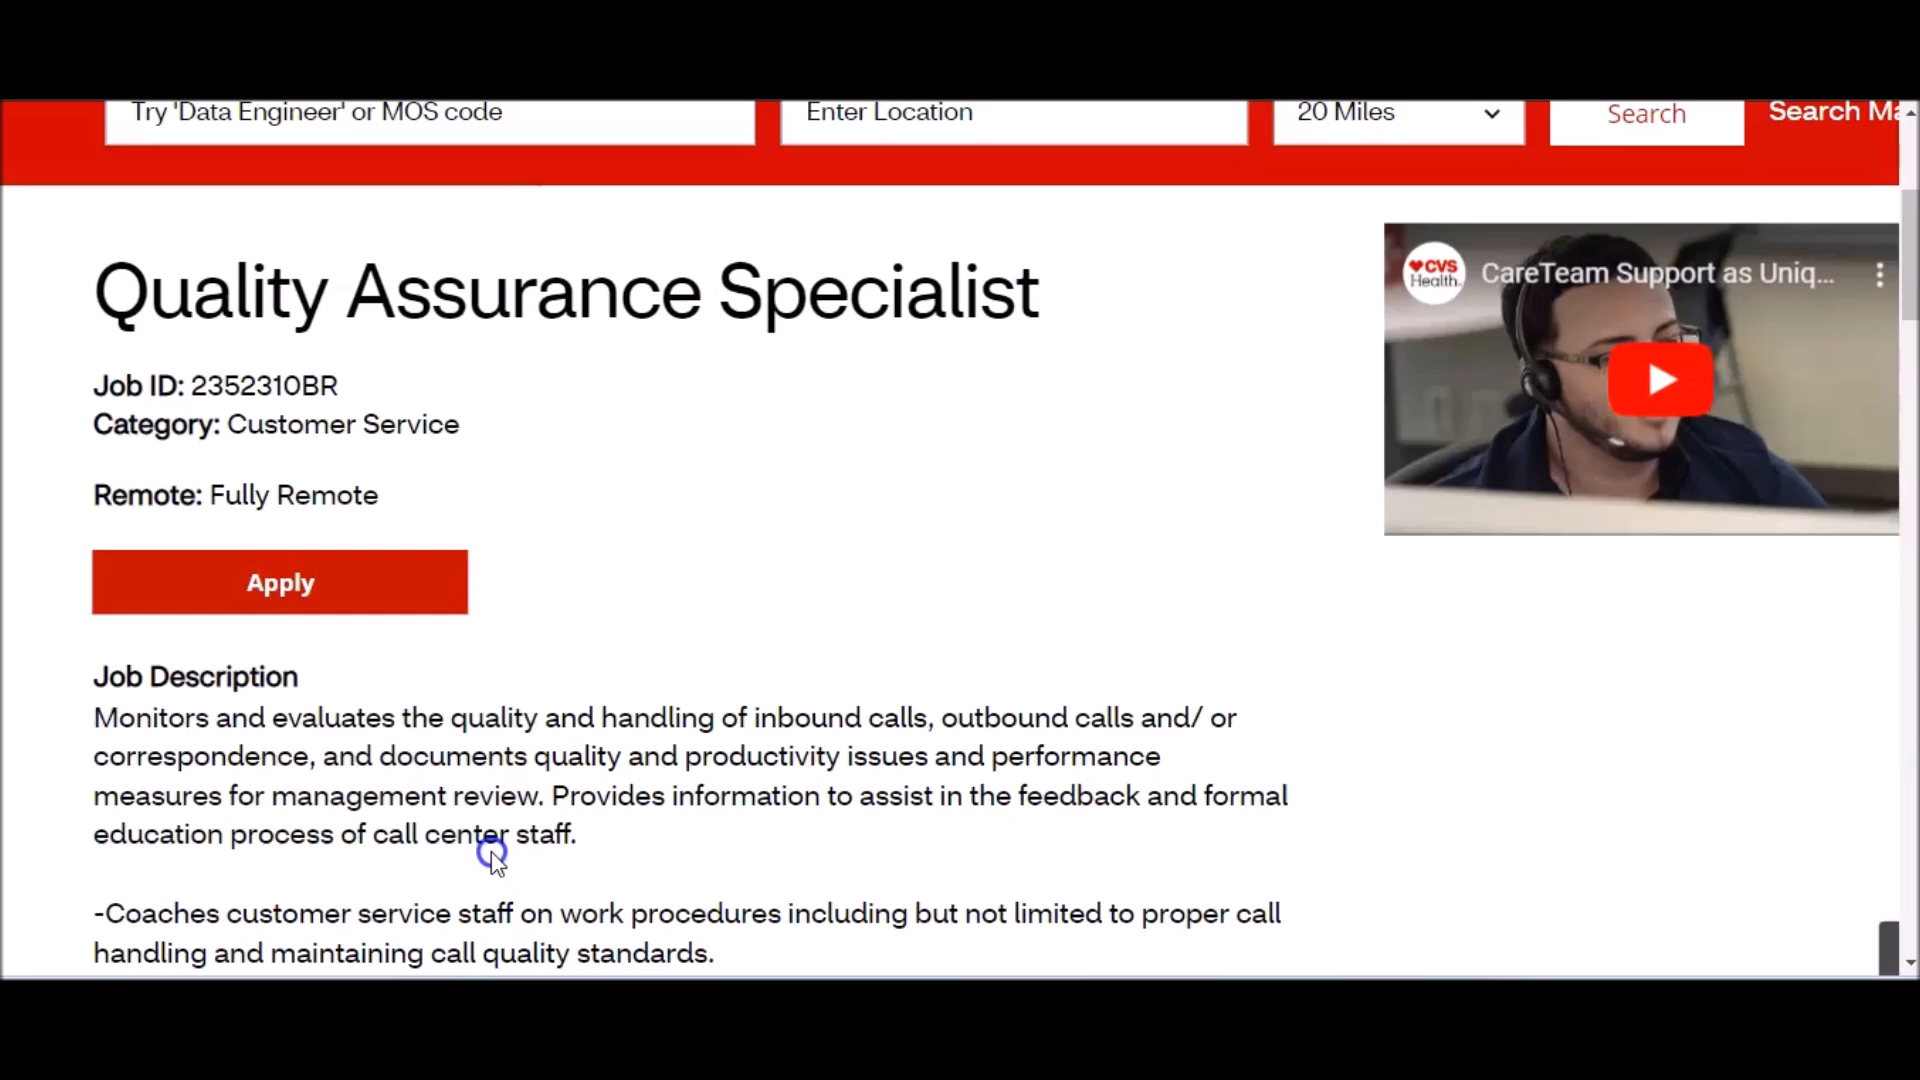 Try 'Data Engineer' or MOS code
Enter Location
20 Miles
Search
Search Ma
Quality Assurance Specialist
CVS
Health.
CareTeam Support as Uniq...
Job ID: 2352310BR
Category: Customer Service
Remote: Fully Remote
Apply
Job Description
Monitors and evaluates the quality and handling of inbound calls, outbound calls and/ or
correspondence, and documents quality and productivity issues and performance
measures for management review. Provides information to assist in the feedback and formal
education process of call center staff.
-Coaches customer service staff on work procedures including but not limited to proper call
handling and maintaining call quality standards.